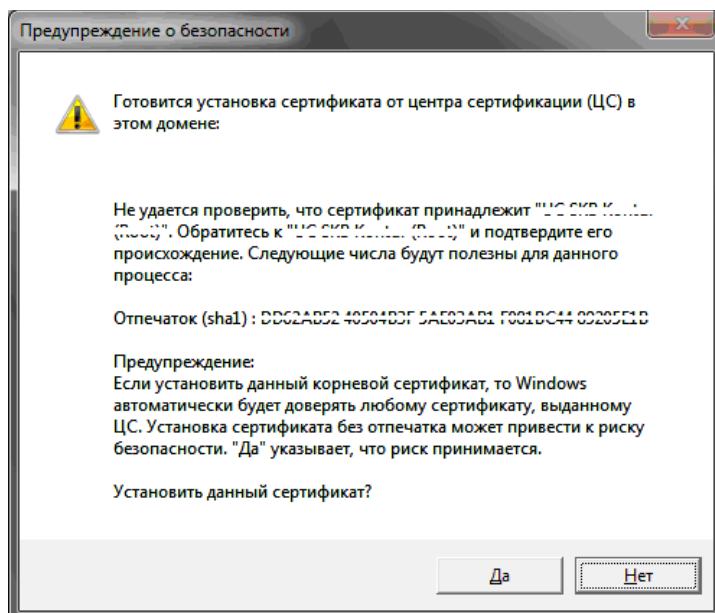 Предупреждение о безопасности
Готовится установка сертификата от центра сертификации (ЦС) в
этом домене:
Не удается проверить, что сертификат принадлежит
Обратитесь к и подтвердите его
происхождение. Следующие числа будут полезны для данного
процесса:
Отпечаток (sha1) :
Предупреждение:
Если установить данный корневой сертификат, то Windows
автоматически будет доверять любому сертификату, выданному
ЦС. Установка сертификата без отпечатка может привести к риску
безопасности. "Да" указывает, что риск принимается.
Установить данный сертификат?
Да
Нет